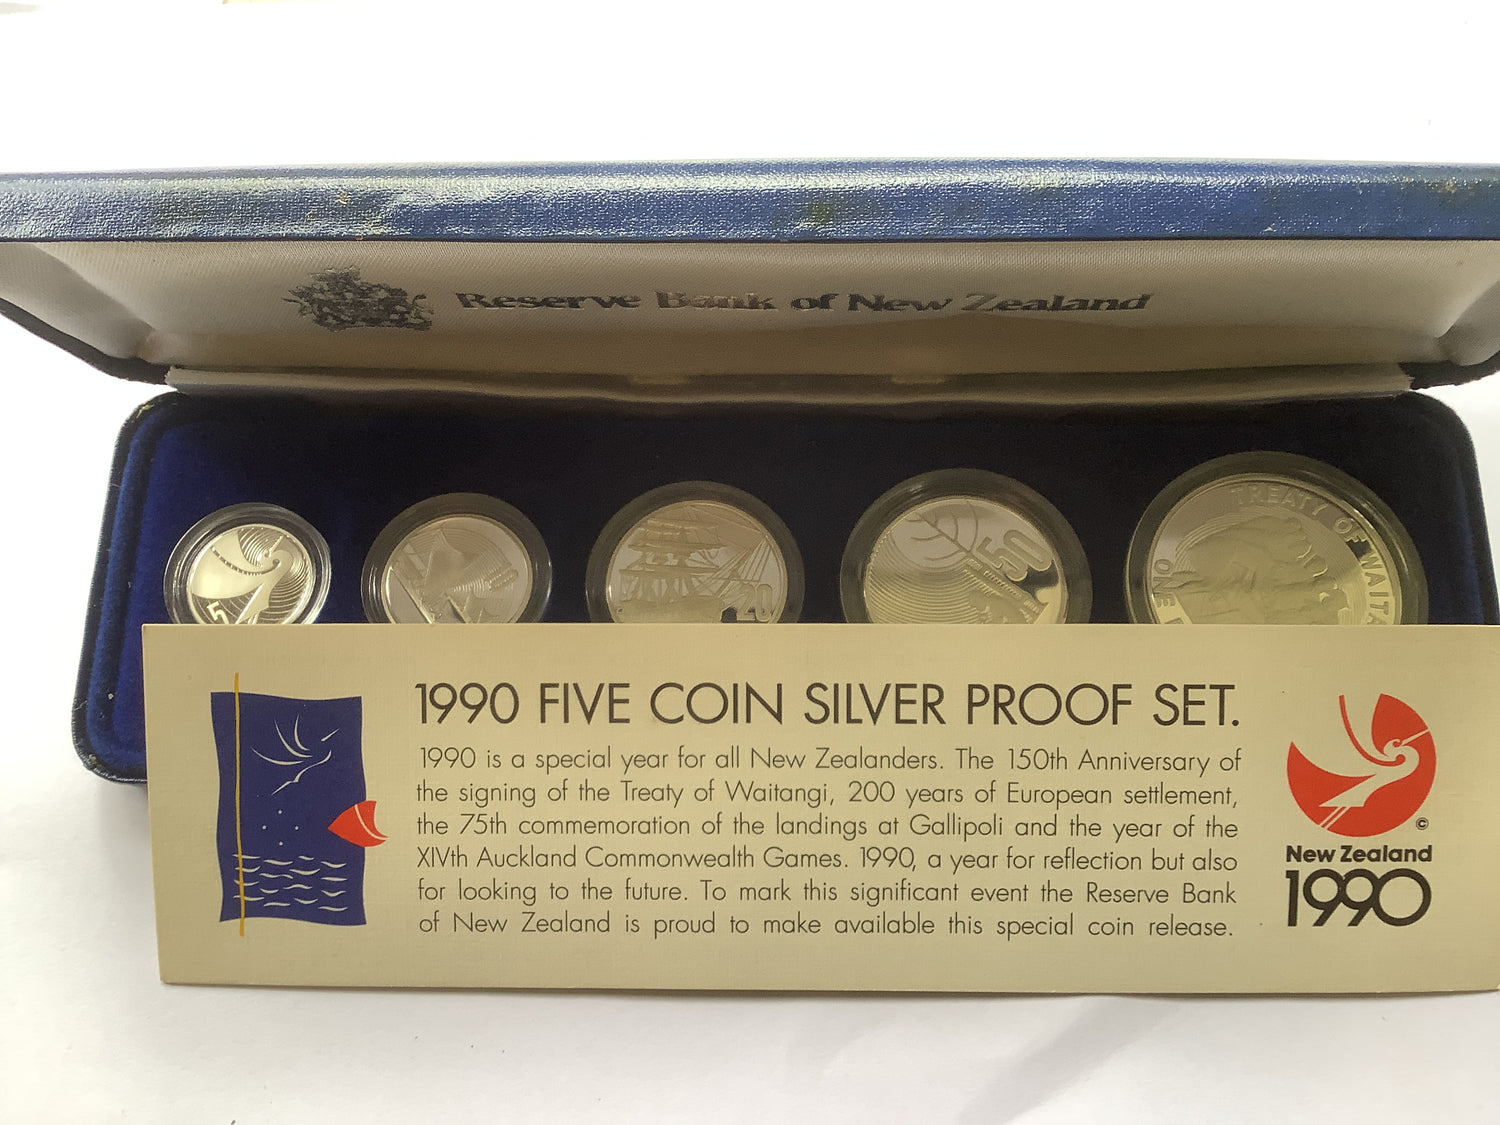 Reserve Bank of New Zealand
5
20
50
TREATY OF WAITA
ONE
1990 FIVE COIN SILVER PROOF SET.
1990 is a special year for all New Zealanders. The 150th Anniversary of
the signing of the Treaty of Waitangi, 200 years of European settlement,
the 75th commemoration of the landings at Gallipoli and the year of the
XIVth Auckland Commonwealth Games. 1990, a year for reflection but also
for looking to the future. To mark this significant event the Reserve Bank
of New Zealand is proud to make available this special coin release.
©
New Zealand
1990